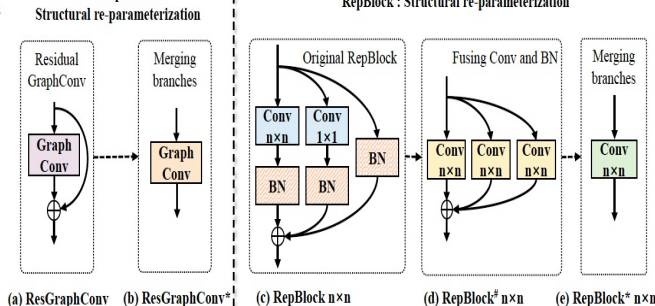 Structural re-parameterization
RepBlock : Structural re-parameterization
Residual
GraphConv
Graph
Conv
(a) ResGraphConv
Merging
branches
Graph
Conv
(b) ResGraphConv*
Original RepBlock
Conv
n×n
Conv
1×1
BN
BN
BN
(c) RepBlock n×n
Fusing Conv and BN
Conv
n×n
Conv
n×n
Conv
n×n
(d) RepBlock# n×n
Merging
branches
Conv
n×n
(e) RepBlock* n×n